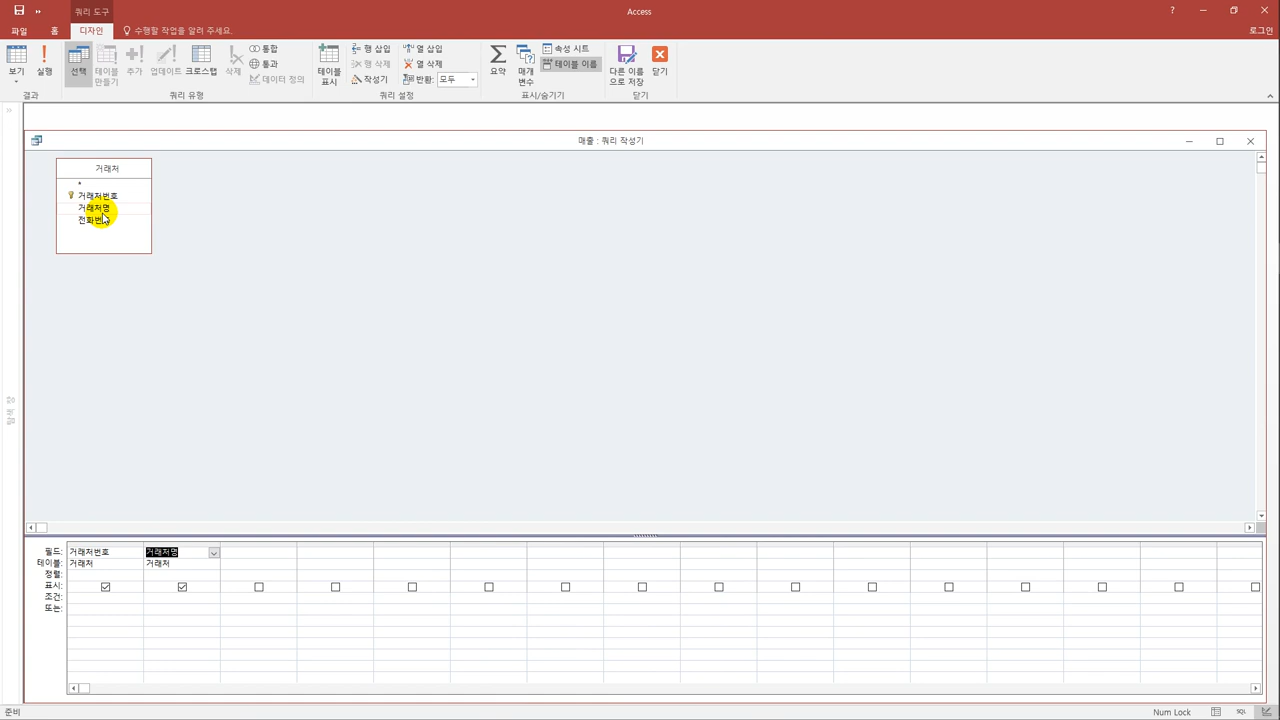 쿼리 도구
Access
파일
홈
디자인
수행할 작업을 알려 주세요.
로그인
보기
실행
선택
테이블
만들기
추가
업데이트
크로스탭
삭제
통합
통과
데이터 정의
테이블
표시
행 삽입
행 삭제
작성기
열 삽입
열 삭제
반환:
모두
요약
매개
변수
속성 시트
테이블 이름
다른 이름
으로 저장
닫기
결과
쿼리 유형
쿼리 설정
표시/숨기기
닫기
매출 : 쿼리 작성기
거래처
*
거래처번호
거래처명
탐색 창
필드: 거래처번호 거래처명
테이블: 거래처 거래처
정렬:
표시:
조건:
또는:
준비
Num Lock
SQL